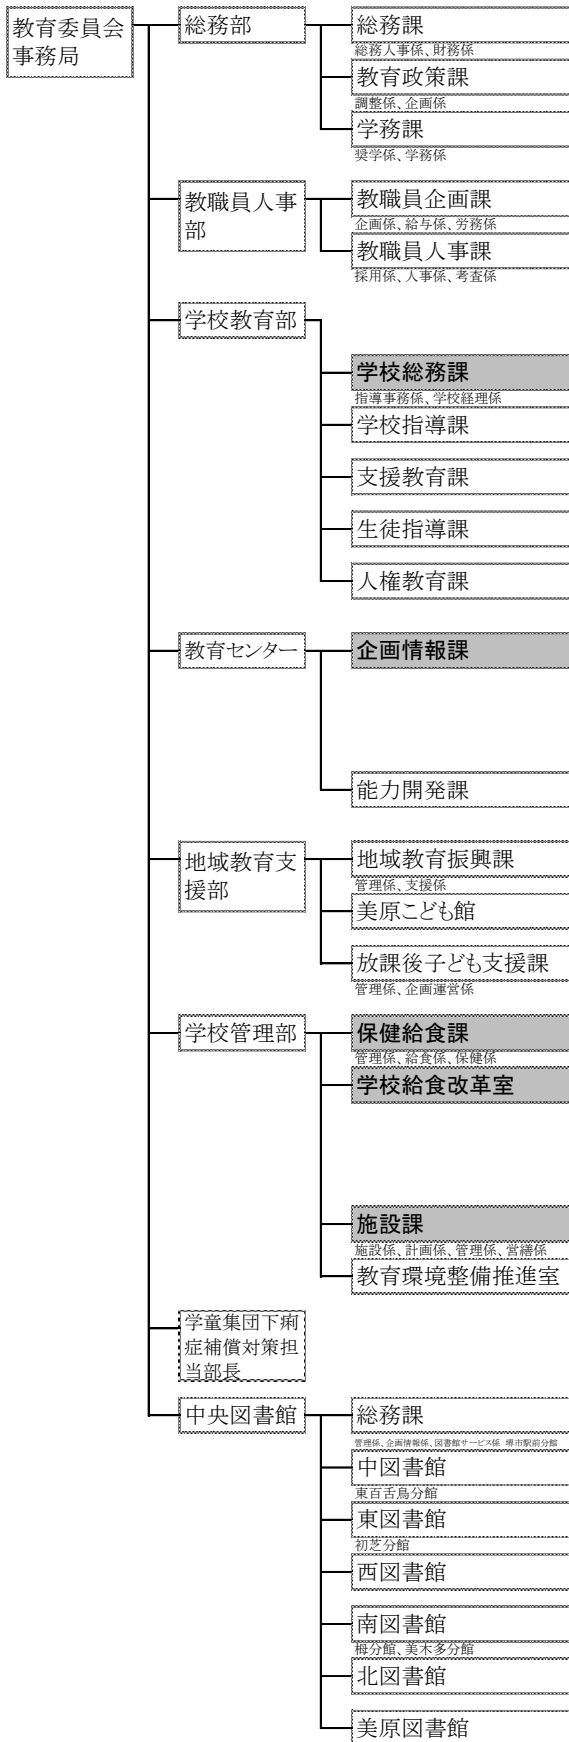 教育委員会
事務局
総務部
総務課
総務人事係、財務係
教育政策課
調整係、企画係
学務課
奨学係、学務係
教職員人事
部
教職員企画課
企画係、給与係、労務係
教職員人事課
採用係、人事係、考査係
学校教育部
学校総務課
指導事務係、学校経理係
学校指導課
支援教育課
生徒指導課
人権教育課
教育センター
企画情報課
能力開発課
地域教育支
援部
地域教育振興課
管理係、支援係
美原こども館
放課後子ども支援課
管理係、企画運営係
学校管理部
保健給食課
管理係、給食係、保健係
学校給食改革室
施設課
施設係、計画係、管理係、営繕係
教育環境整備推進室
学童集団下痢
症補償対策担
当部長
中央図書館
総務課
管理係、企画情報係、図書館サービス係 堺市駅前分館
中図書館
東百舌鳥分館
東図書館
初芝分館
西図書館
南図書館
栂分館、美木多分館
北図書館
美原図書館